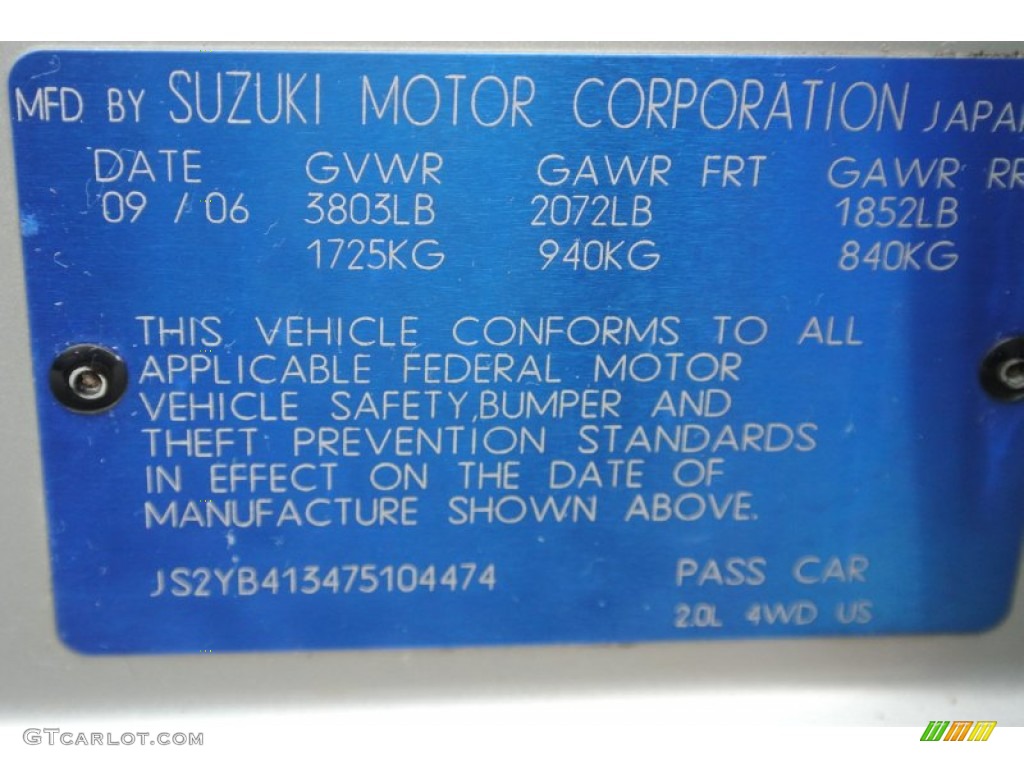 MFD BY SUZUKI MOTOR CORPORATION JAPAN
DATE GVWR GAWR FRT GAWR RR
09 / 06 3803LB 2072LB 1852LB
1725KG 940KG 840KG
THIS VEHICLE CONFORMS TO ALL
APPLICABLE FEDERAL MOTOR
VEHICLE SAFETY,BUMPER AND
THEFT PREVENTION STANDARDS
IN EFFECT ON THE DATE OF
MANUFACTURE SHOWN ABOVE.
JS2YB413475104474 PASS CAR
2.0L 4WD US
GTCARLOT.COM